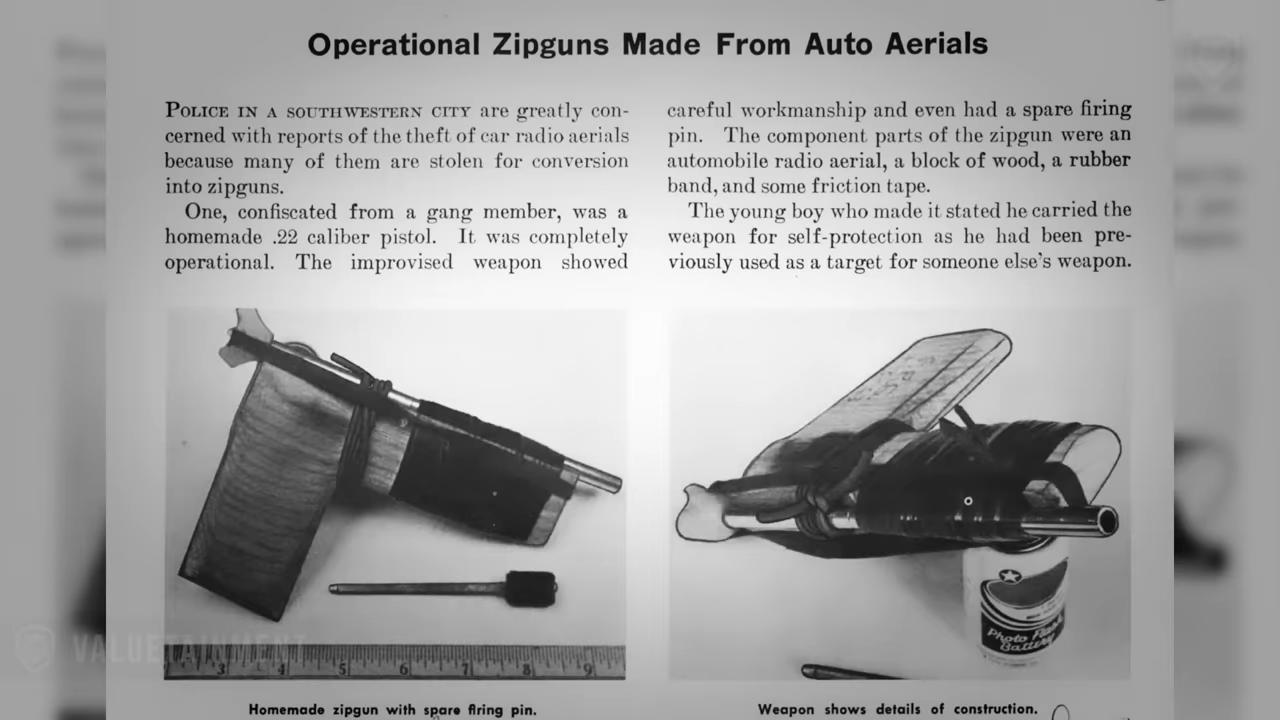 Operational Zipguns Made From Auto Aerials
POLICE IN A SOUTHWESTERN CITY are greatly con-
cerned with reports of the theft of car radio aerials
because many of them are stolen for conversion
into zipguns.
One, confiscated from a gang member, was a
homemade .22 caliber pistol. It was completely
operational. The improvised weapon showed
careful workmanship and even had a spare firing
pin. The component parts of the zipgun were an
automobile radio aerial, a block of wood, a rubber
band, and some friction tape.
The young boy who made it stated he carried the
weapon for self-protection as he had been pre-
viously used as a target for someone else's weapon.
VALUETAINMENT
3 4 5 6 7 8 9
Photo Flash
Battery
Homemade zipgun with spare firing pin.
Weapon shows details of construction.